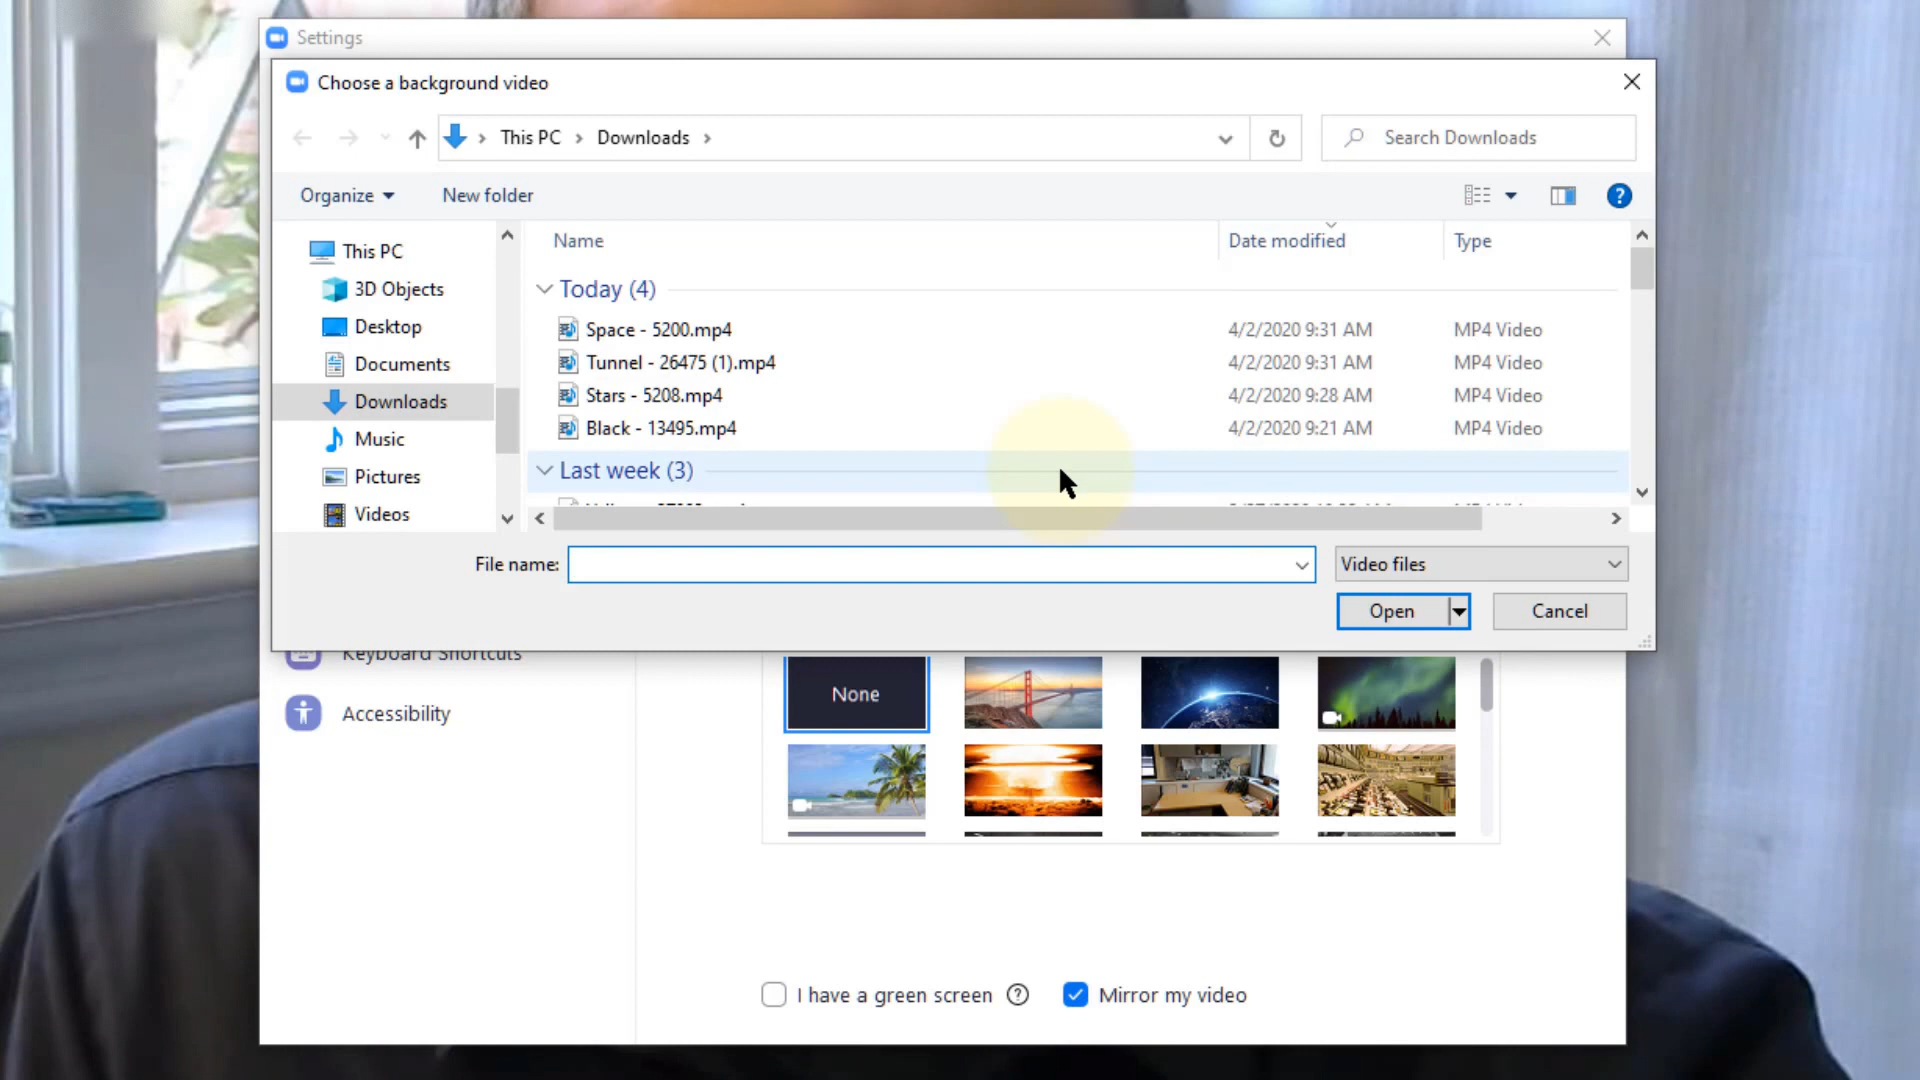 Settings
Choose a background video
This PC Downloads
Search Downloads
Organize New folder
Name Date modified Type
This PC
3D Objects
Desktop
Documents
Downloads
Music
Pictures
Videos
Today (4)
Space - 5200.mp4 4/2/2020 9:31 AM MP4 Video
Tunnel - 26475 (1).mp4 4/2/2020 9:31 AM MP4 Video
Stars - 5208.mp4 4/2/2020 9:28 AM MP4 Video
Black - 13495.mp4 4/2/2020 9:21 AM MP4 Video
Last week (3)
File name: Video files
Open Cancel
Keyboard Shortcuts
Accessibility
None
I have a green screen ? Mirror my video